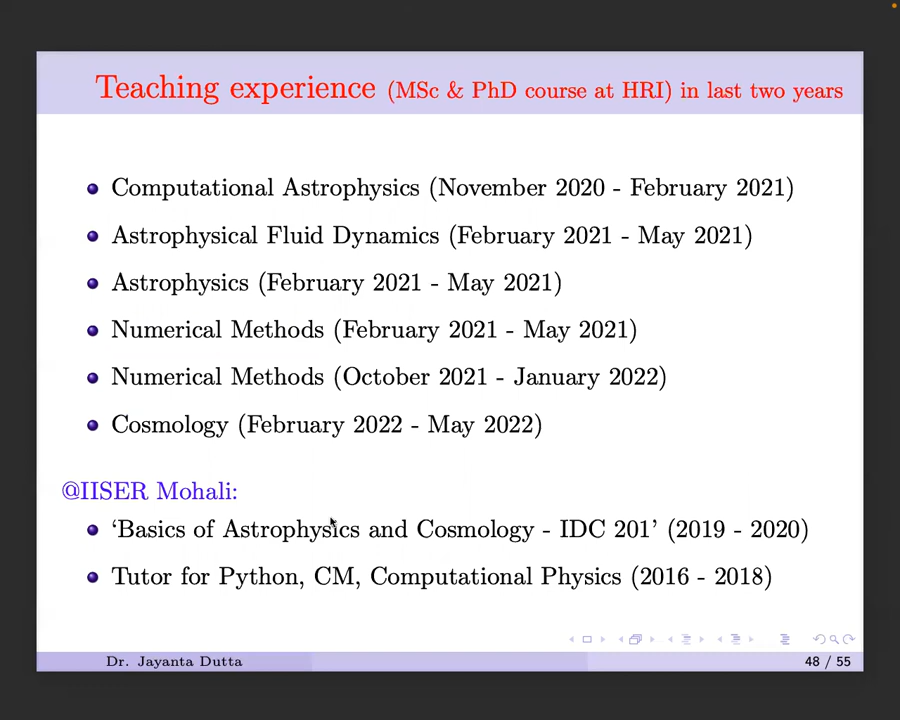 Teaching experience (MSc & PhD course at HRI) in last two years
Computational Astrophysics (November 2020 - February 2021)
Astrophysical Fluid Dynamics (February 2021 - May 2021)
Astrophysics (February 2021 - May 2021)
Numerical Methods (February 2021 - May 2021)
Numerical Methods (October 2021 - January 2022)
Cosmology (February 2022 - May 2022)
@IISER Mohali:
‘Basics of Astrophysics and Cosmology - IDC 201’ (2019 - 2020)
Tutor for Python, CM, Computational Physics (2016 - 2018)
Dr. Jayanta Dutta 48 / 55